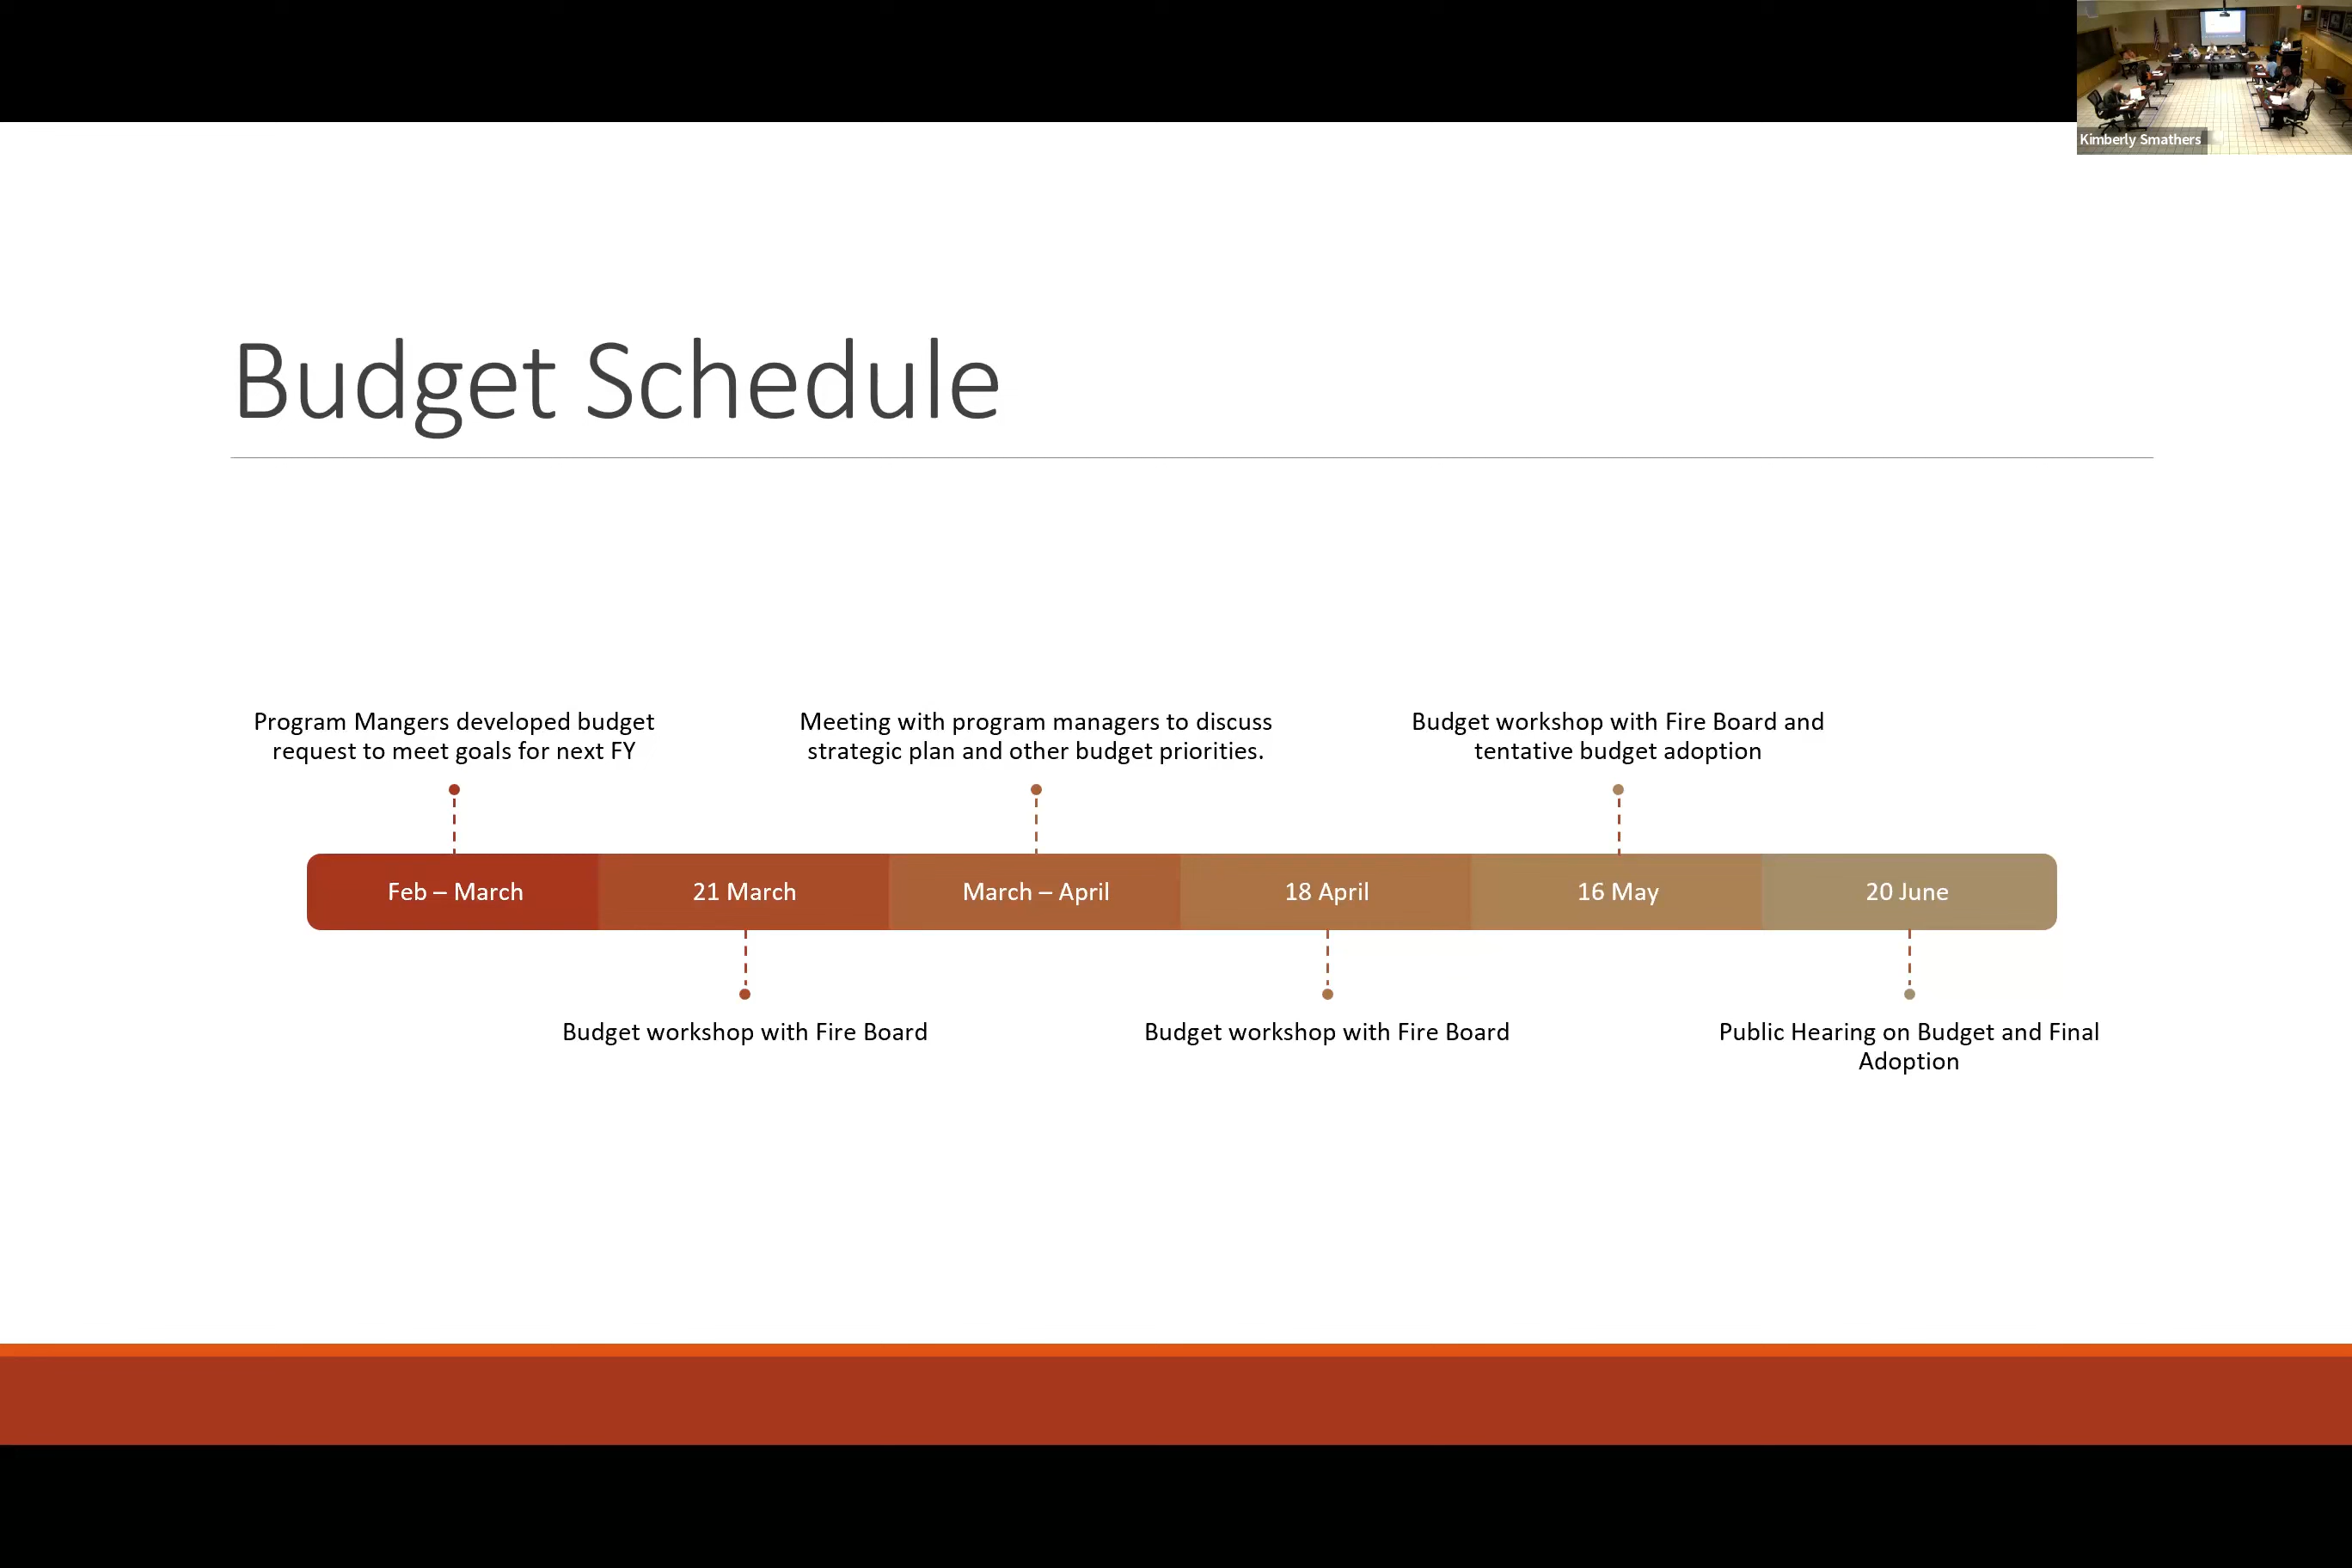 Kimberly Smathers
Budget Schedule
Program Mangers developed budget
request to meet goals for next FY
Meeting with program managers to discuss
strategic plan and other budget priorities.
Budget workshop with Fire Board and
tentative budget adoption
Feb – March
21 March
March – April
18 April
16 May
20 June
Budget workshop with Fire Board
Budget workshop with Fire Board
Public Hearing on Budget and Final
Adoption